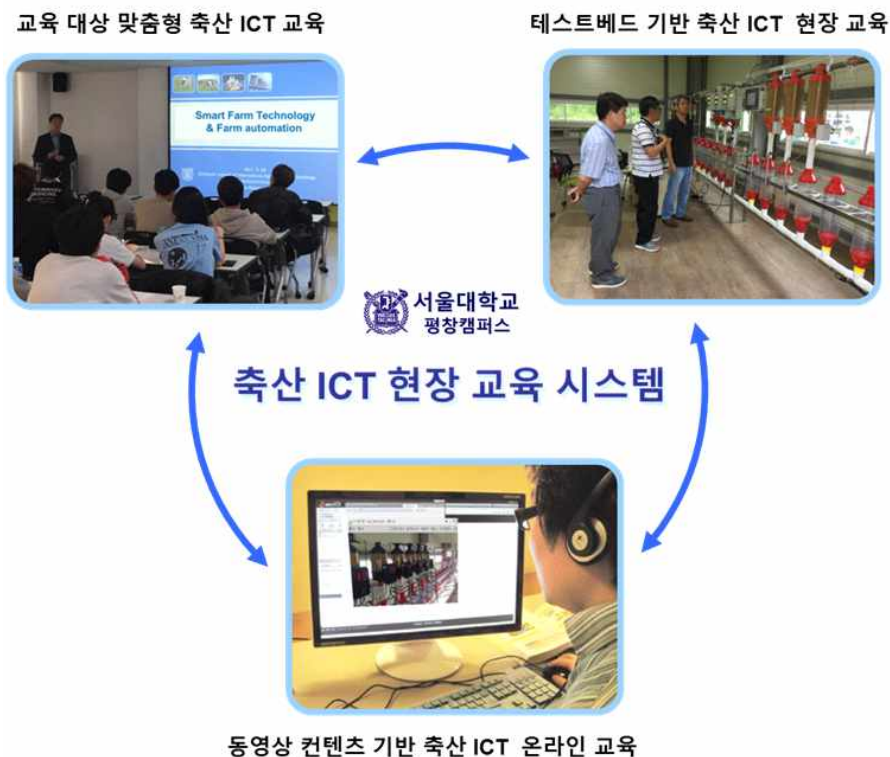 교육 대상 맞춤형 축산 ICT 교육
테스트베드 기반 축산 ICT 현장 교육
Smart Farm Technology
& Farm automation
서울대학교
평창캠퍼스
축산 ICT 현장 교육 시스템
동영상 컨텐츠 기반 축산 ICT 온라인 교육